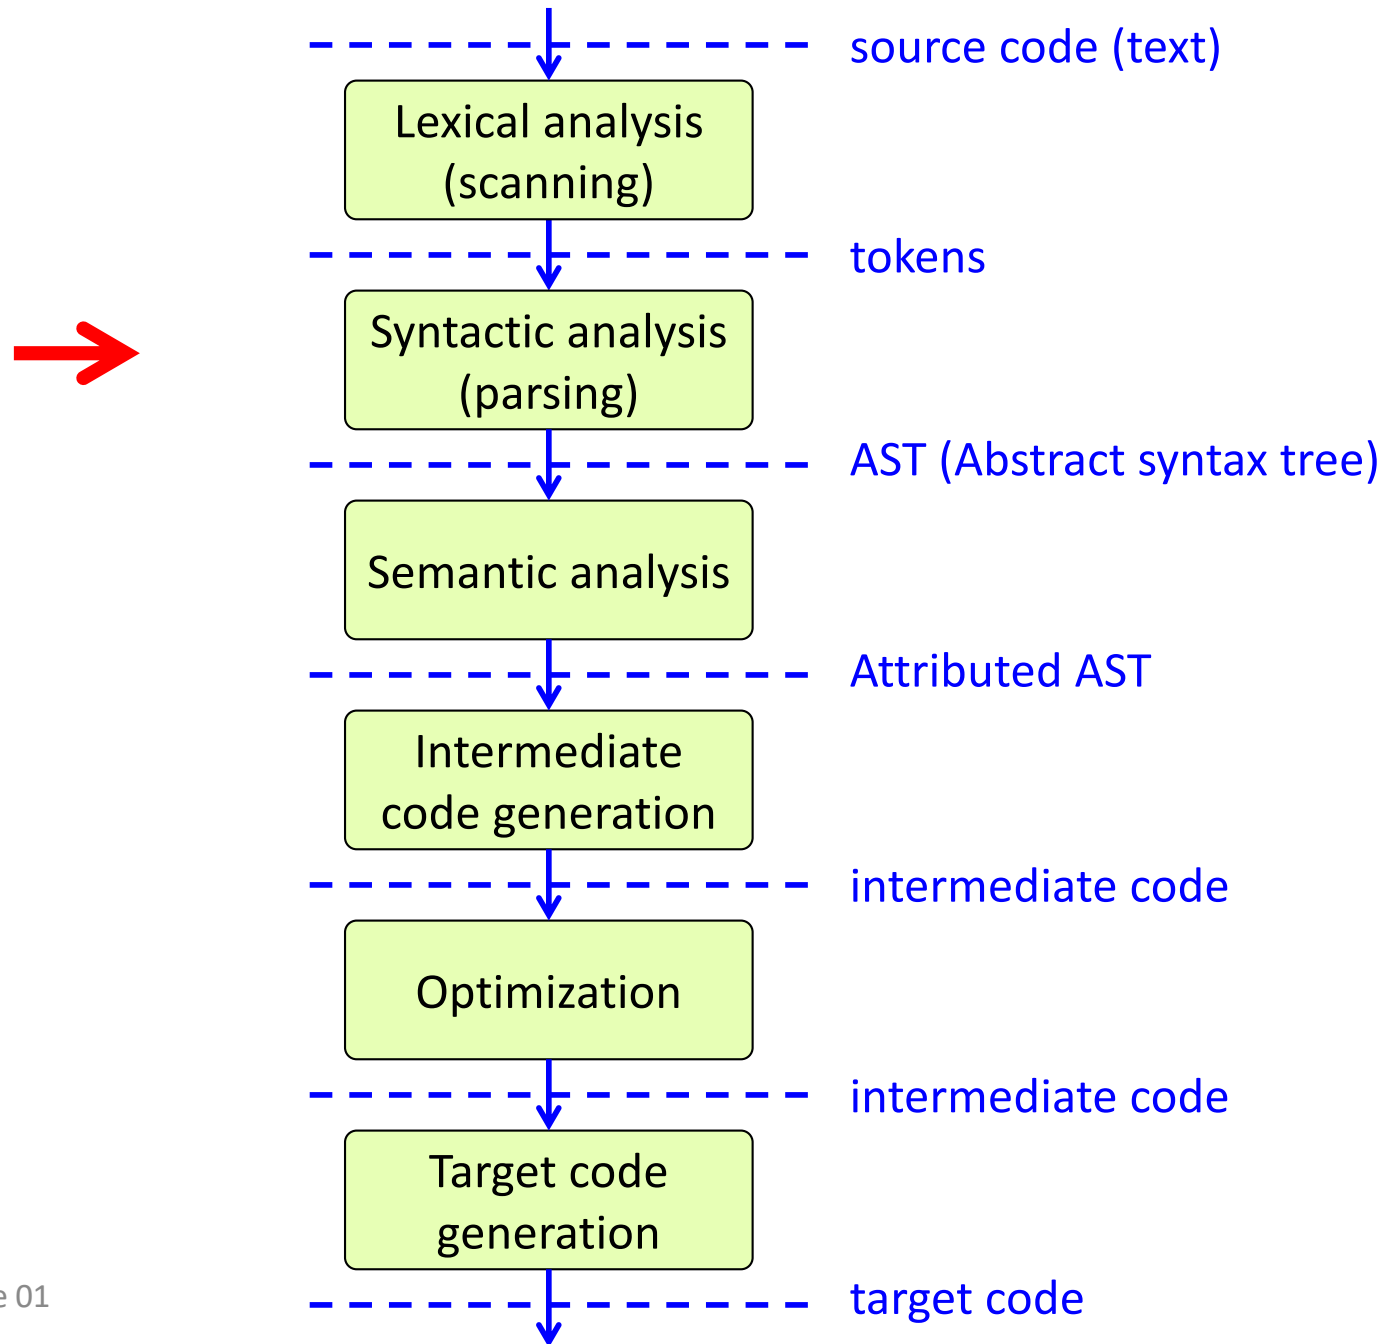 source code (text)
Lexical analysis
(scanning)
tokens
Syntactic analysis
(parsing)
AST (Abstract syntax tree)
Semantic analysis
Attributed AST
Intermediate
code generation
intermediate code
Optimization
intermediate code
Target code
generation
target code
e 01